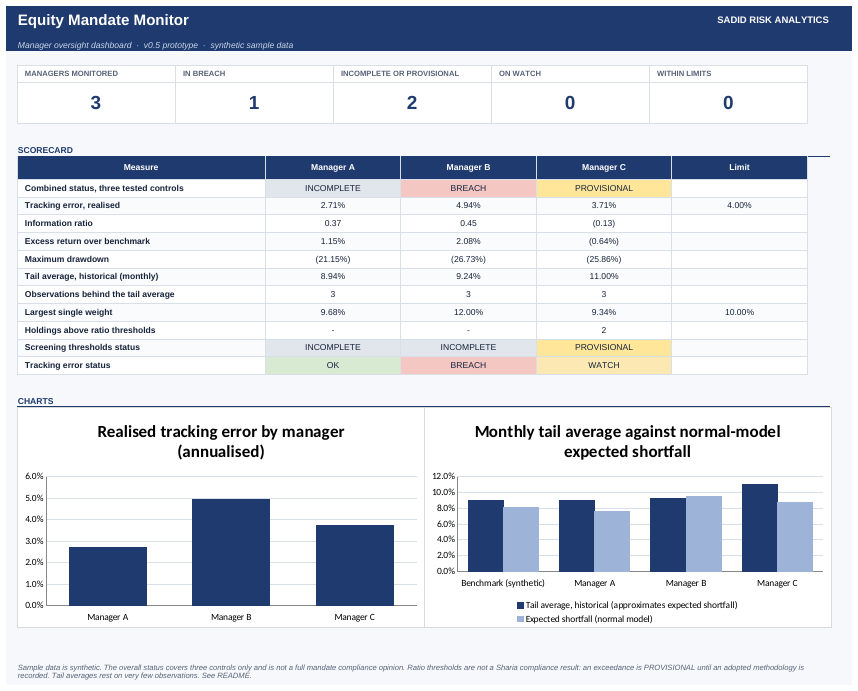 Equity Mandate Monitor
SADID RISK ANALYTICS
Manager oversight dashboard · v0.5 prototype · synthetic sample data
MANAGERS MONITORED IN BREACH INCOMPLETE OR PROVISIONAL ON WATCH WITHIN LIMITS
3 1 2 0 0
SCORECARD
Measure Manager A Manager B Manager C Limit
Combined status, three tested controls INCOMPLETE BREACH PROVISIONAL
Tracking error, realised 2.71% 4.94% 3.71% 4.00%
Information ratio 0.37 0.45 (0.13)
Excess return over benchmark 1.15% 2.08% (0.64%)
Maximum drawdown (21.15%) (26.73%) (25.86%)
Tail average, historical (monthly) 8.94% 9.24% 11.00%
Observations behind the tail average 3 3 3
Largest single weight 9.68% 12.00% 9.34% 10.00%
Holdings above ratio thresholds - - 2
Screening thresholds status INCOMPLETE INCOMPLETE PROVISIONAL
Tracking error status OK BREACH WATCH
CHARTS
Realised tracking error by manager
(annualised)
6.0%
5.0%
4.0%
3.0%
2.0%
1.0%
0.0%
Manager A Manager B Manager C
Monthly tail average against normal-model
expected shortfall
12.0%
10.0%
8.0%
6.0%
4.0%
2.0%
0.0%
Benchmark (synthetic) Manager A Manager B Manager C
Tail average, historical (approximates expected shortfall)
Expected shortfall (normal model)
Sample data is synthetic. The overall status covers three controls only and is not a full mandate compliance opinion. Ratio thresholds are not a Sharia compliance result: an exceedance is PROVISIONAL until an adopted methodology is
recorded. Tail averages rest on very few observations. See README.